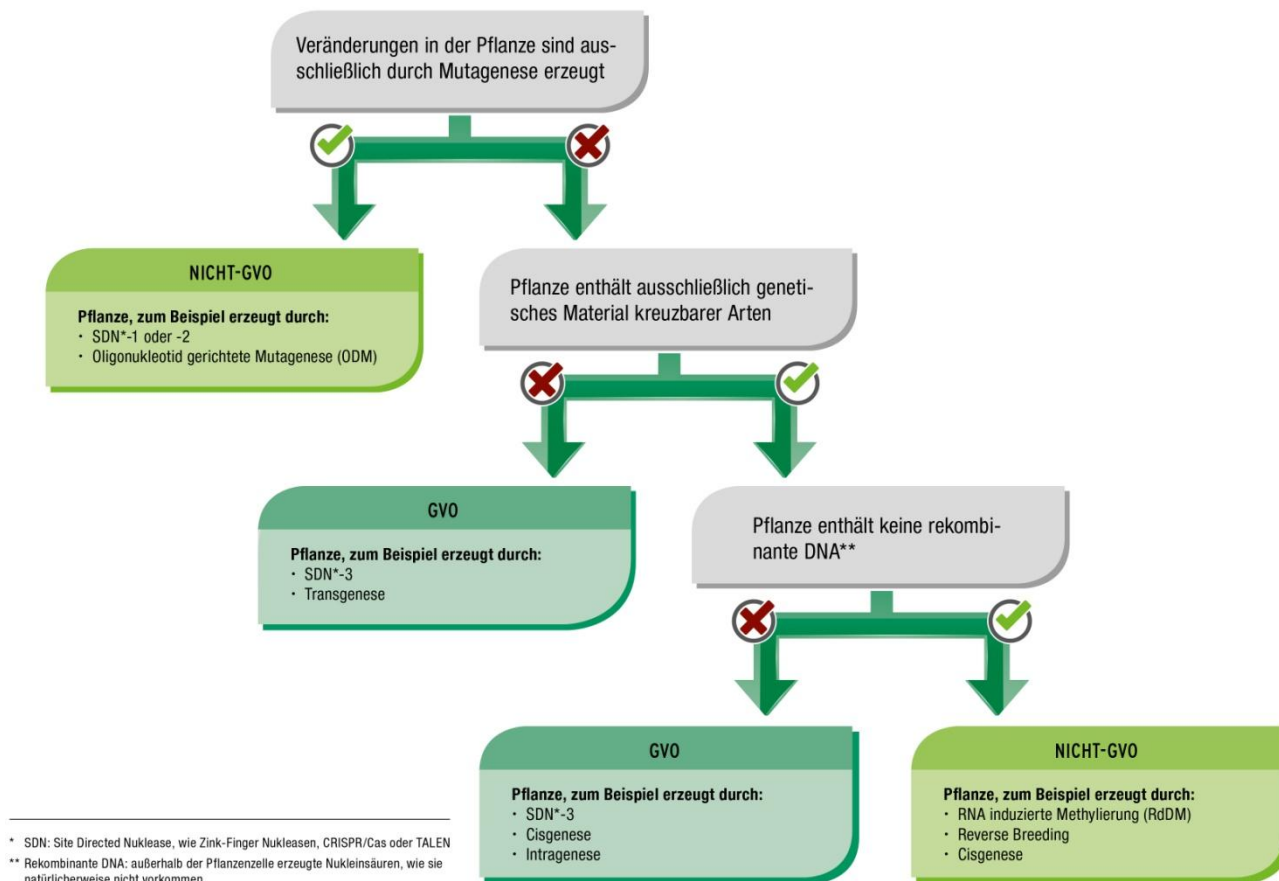 Veränderungen in der Pflanze sind aus-
schließlich durch Mutagenese erzeugt
NICHT-GVO
Pflanze, zum Beispiel erzeugt durch:
· SDN*-1 oder -2
· Oligonukleotid gerichtete Mutagenese (ODM)
Pflanze enthält ausschließlich geneti-
sches Material kreuzbarer Arten
GVO
Pflanze, zum Beispiel erzeugt durch:
· SDN*-3
· Transgenese
Pflanze enthält keine rekombi-
nante DNA**
GVO
Pflanze, zum Beispiel erzeugt durch:
· SDN*-3
· Cisgenese
· Intragenese
NICHT-GVO
Pflanze, zum Beispiel erzeugt durch:
· RNA induzierte Methylierung (RdDM)
· Reverse Breeding
· Cisgenese
* SDN: Site Directed Nuklease, wie Zink-Finger Nukleasen, CRISPR/Cas oder TALEN
** Rekombinante DNA: außerhalb der Pflanzenzelle erzeugte Nukleinsäuren, wie sie
natürlicherweise nicht vorkommen